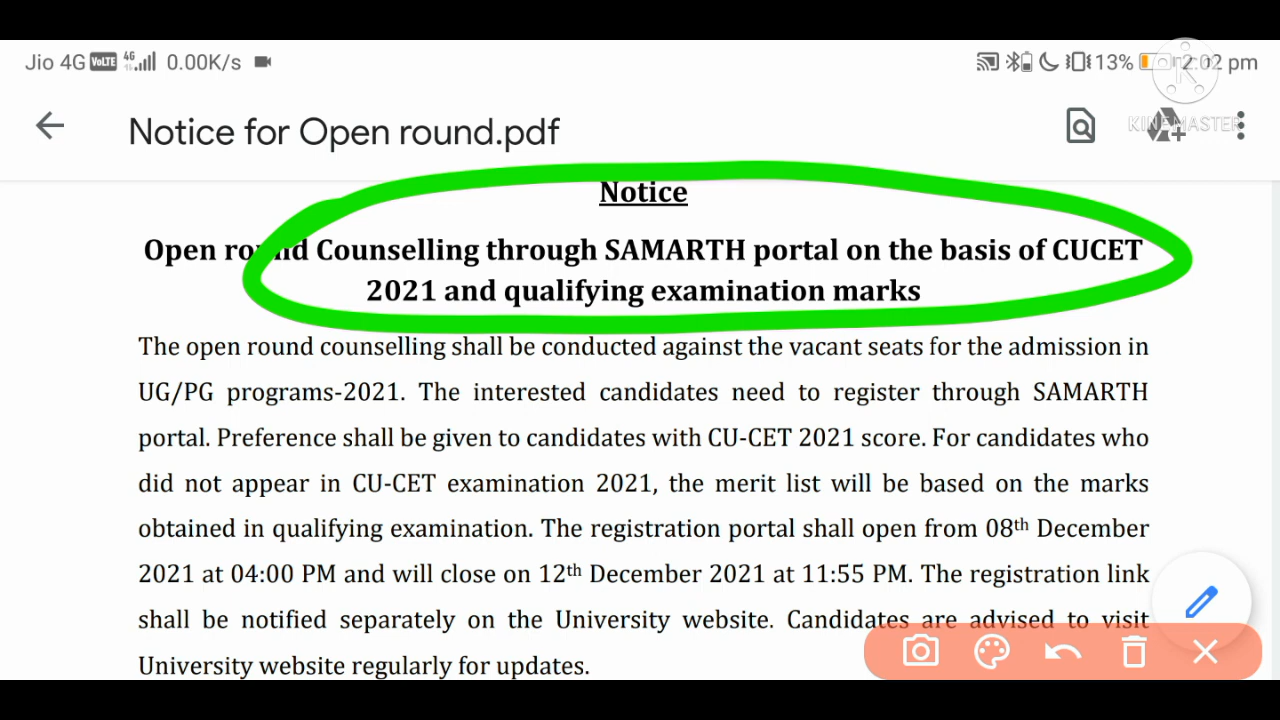 Jio 4G VoLTE 4G 0.00K/s 13% 2:02 pm
KINEMASTER
Notice for Open round.pdf
Notice
Open round Counselling through SAMARTH portal on the basis of CUCET
2021 and qualifying examination marks
The open round counselling shall be conducted against the vacant seats for the admission in
UG/PG programs-2021. The interested candidates need to register through SAMARTH
portal. Preference shall be given to candidates with CU-CET 2021 score. For candidates who
did not appear in CU-CET examination 2021, the merit list will be based on the marks
obtained in qualifying examination. The registration portal shall open from 08th December
2021 at 04:00 PM and will close on 12th December 2021 at 11:55 PM. The registration link
shall be notified separately on the University website. Candidates are advised to visit
University website regularly for updates.